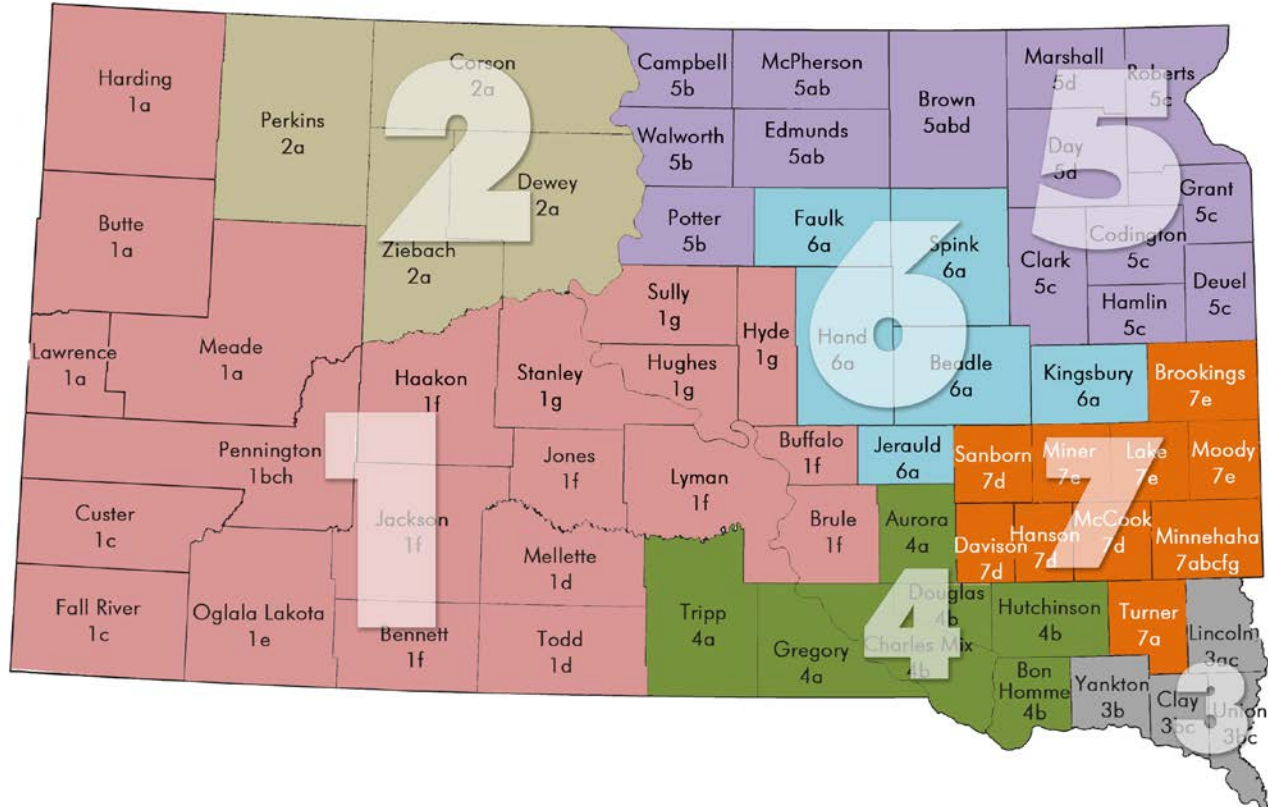 Harding
1a
Perkins
2a
Corson
2a
Campbell
5b
McPherson
5ab
Brown
5abd
Marshall
5d
Roberts
5c
Butte
1a
Ziebach
2a
Dewey
2a
2
Walworth
5b
Edmunds
5ab
Day
5d
5
Grant
5c
Potter
5b
Faulk
6a
Spink
6a
Clark
5c
Codington
5c
Hamlin
5c
Deuel
5c
Lawrence
1a
Meade
1a
Haakon
1f
Stanley
1g
Sully
1g
Hughes
1g
Hyde
1g
Hand
6a
6
Beadle
6a
Kingsbury
6a
Brookings
7e
Pennington
1bch
1
Jones
1f
Lyman
1f
Buffalo
1f
Jerauld
6a
Sanborn
7d
Miner
7e
Lake
7e
Moody
7e
7
Custer
1c
Jackson
1f
Mellette
1d
Brule
1f
Aurora
4a
Davison
7d
Hanson
7d
McCook
7d
Minnehaha
7abcfg
Fall River
1c
Oglala Lakota
1e
Bennett
1f
Todd
1d
Tripp
4a
Gregory
4a
Douglas
4b
Charles Mix
4b
4
Hutchinson
4b
Bon
Homme
4b
Turner
7a
Yankton
3b
Clay
3bc
Lincoln
3ac
Union
3bc
3